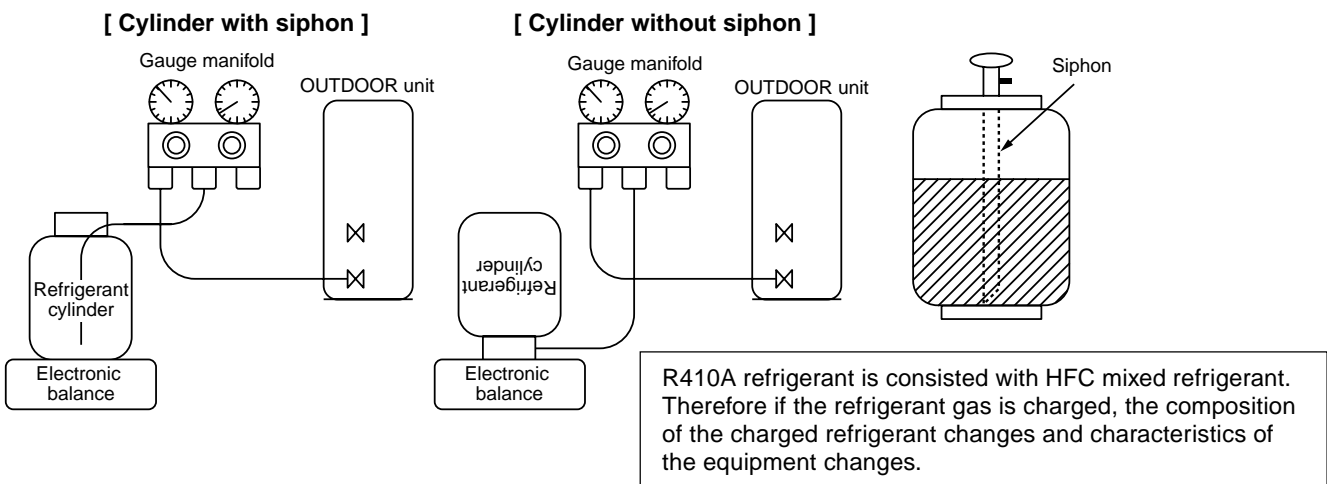 [ Cylinder with siphon ]
Gauge manifold
OUTDOOR unit
Refrigerant
cylinder
Electronic
balance
[ Cylinder without siphon ]
Gauge manifold
OUTDOOR unit
Refrigerant
cylinder
Electronic
balance
Siphon
R410A refrigerant is consisted with HFC mixed refrigerant.
Therefore if the refrigerant gas is charged, the composition
of the charged refrigerant changes and characteristics of
the equipment changes.